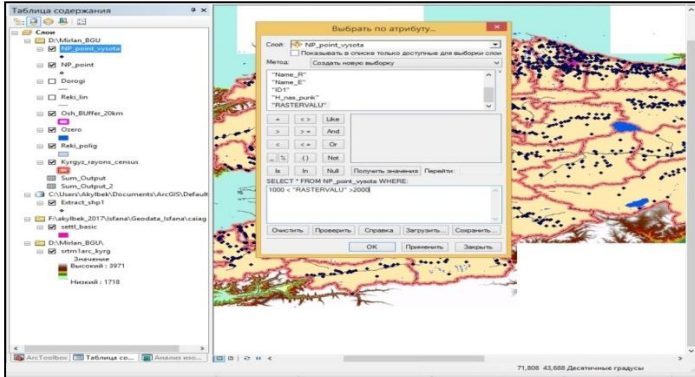 Таблица содержания
Слои
D:\Mirlan_BGU
NP_point_vysota
NP_point
Dorogi
Reki_lin
Osh_BUffer_20km
Ozero
Reki_polig
Kyrgyz_rayons_census
Sum_Output
Sum_Output_2
C:\Users\Akylbek\Documents\ArcGIS\Default
Extract_shp1
F:\akylbek_2017\Isfana\Geodata_Isfana\caiag
settl_basic
D:\Mirlan_BGU\
srtm1arc_kyrg
Значение
Высокий : 3971
Низкий : 1718
ArcToolbox
Таблица со...
Анализ изо...
Выбрать по атрибуту...
Слой:
NP_point_vysota
Показывать в списке только доступные для выборки слои
Метод:
Создать новую выборку
"Name_R"
"Name_E"
"ID1"
"H_nas_punk"
"RASTERVALU"
= < > Like
> > = And
< < = Or
_ % () Not
Is In Null Получить значения Перейти:
SELECT * FROM NP_point_vysota WHERE:
1000 < "RASTERVALU" >2000
Очистить Проверить Справка Загрузить... Сохранить...
OK Применить Закрыть
71,808 43,688 Десятичные градусы